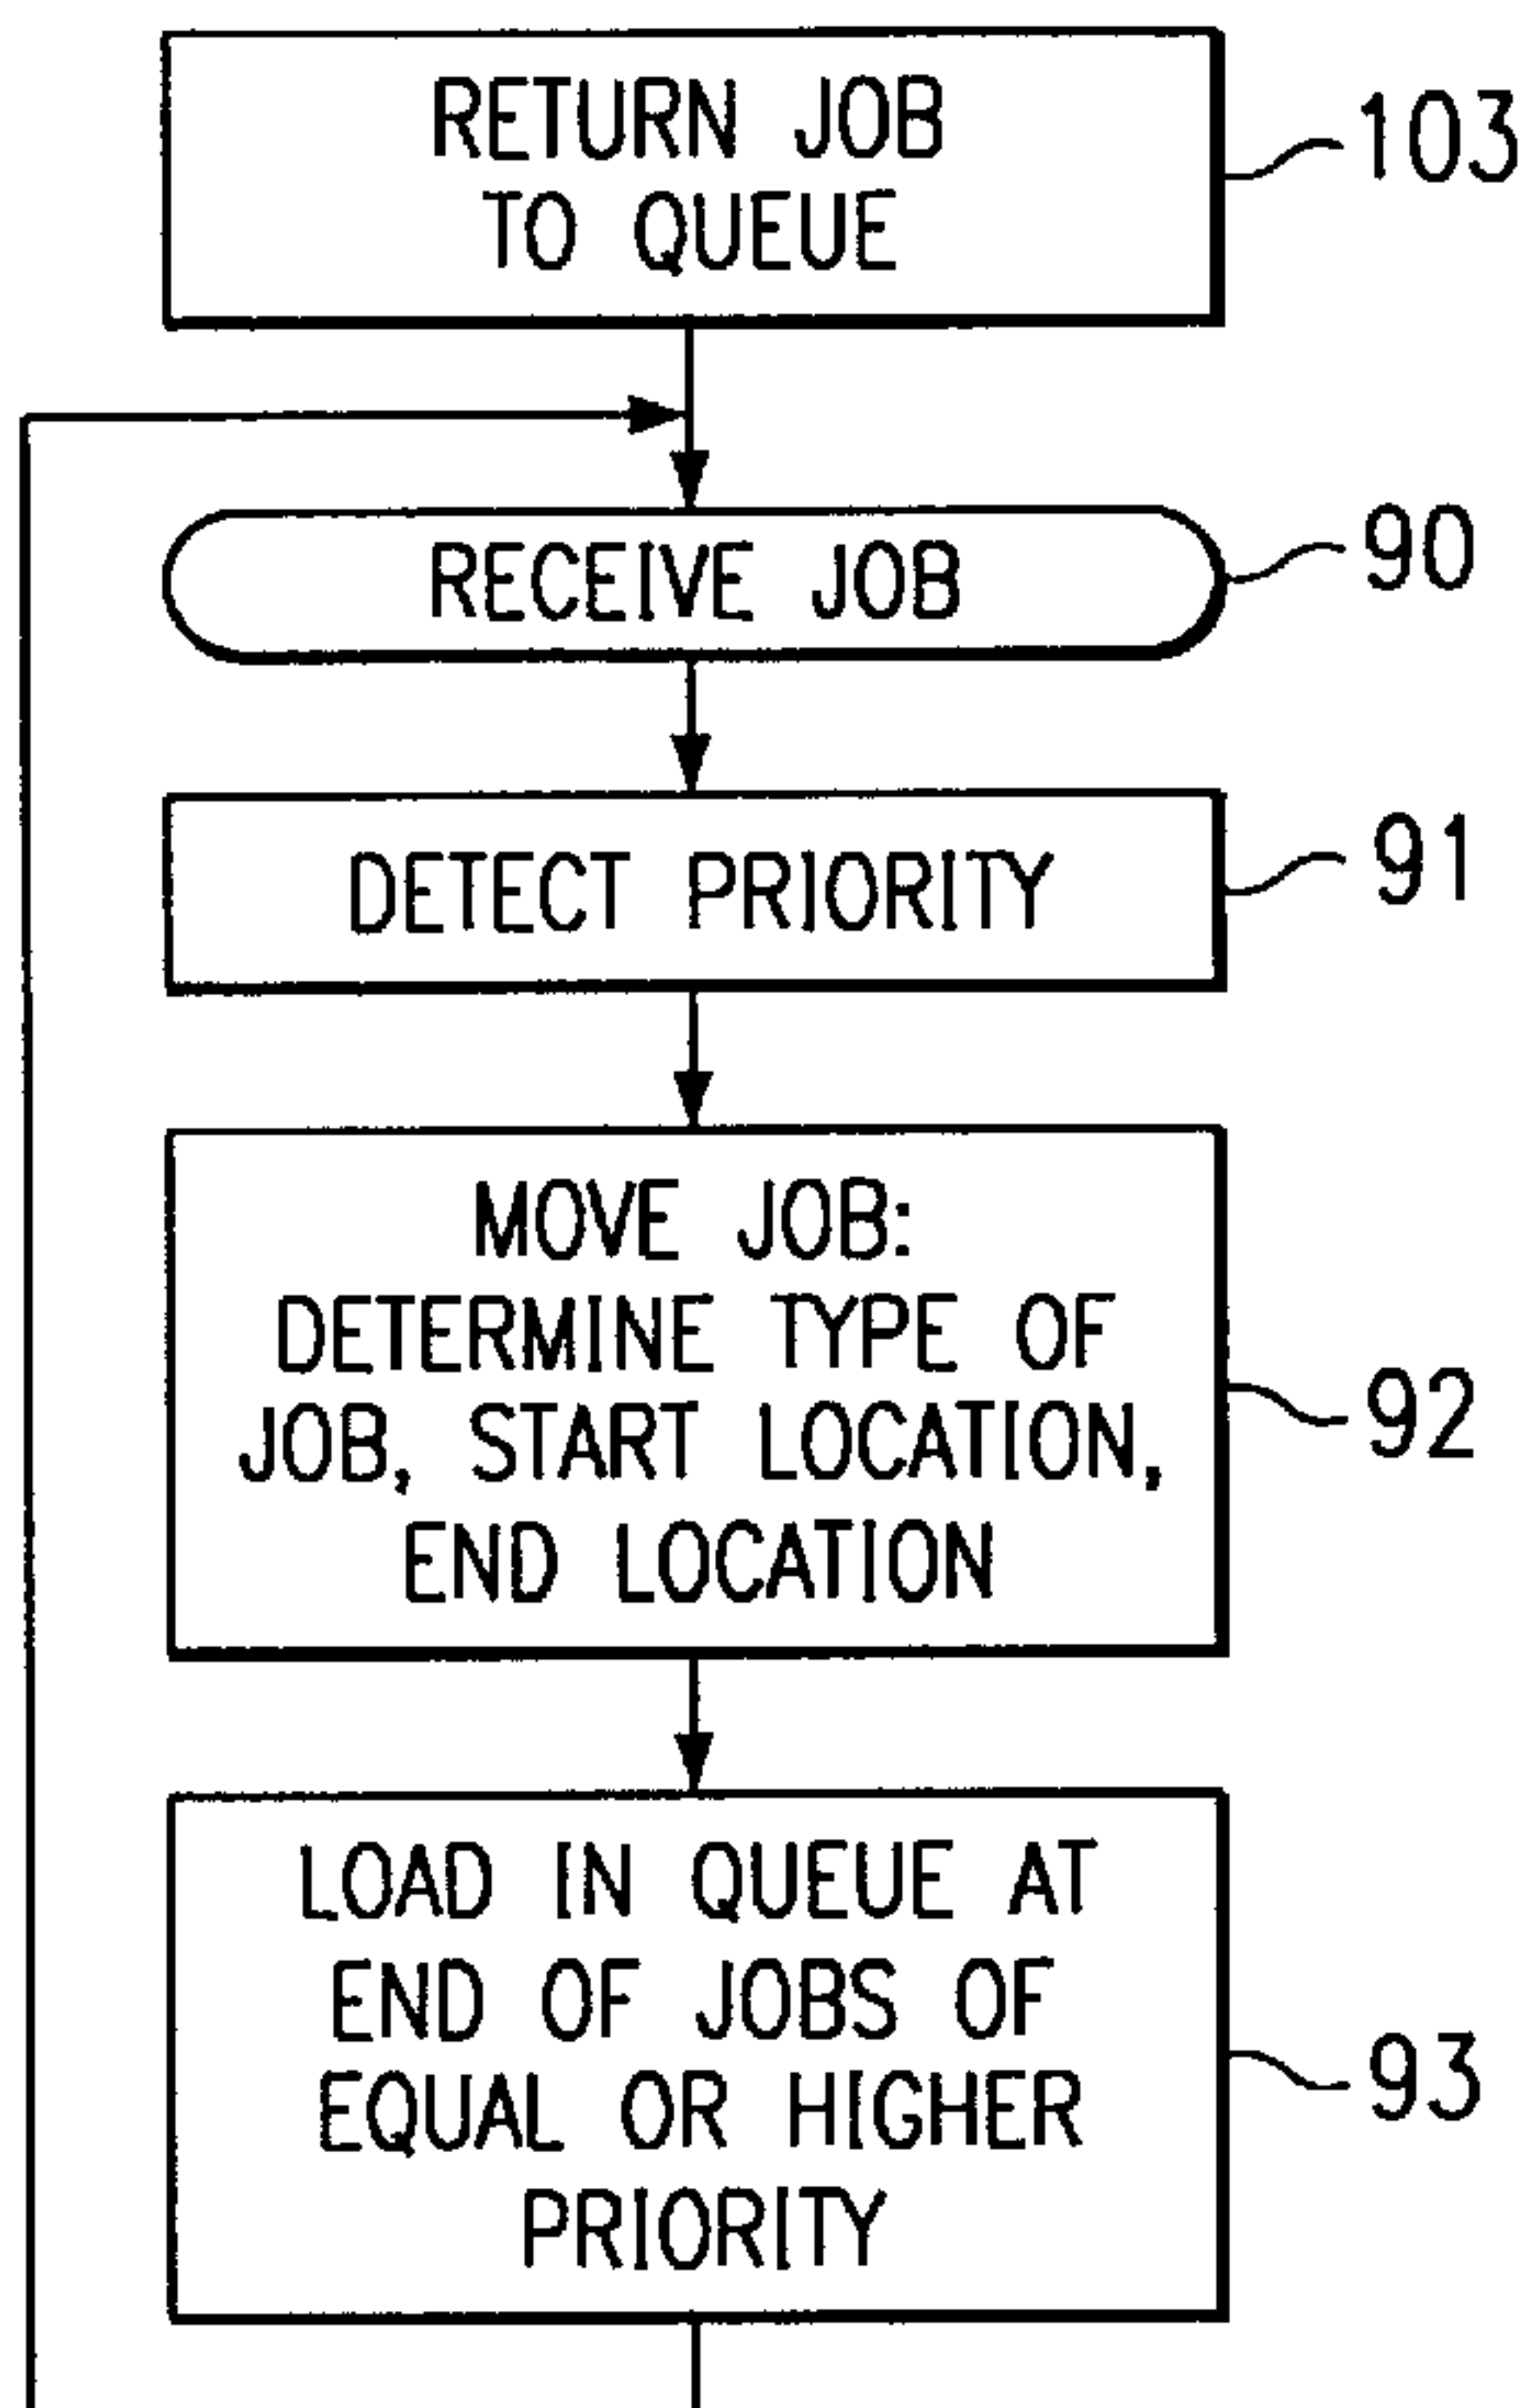 RETURN JOB
TO QUEUE
103
RECEIVE JOB
90
DETECT PRIORITY
91
MOVE JOB:
DETERMINE TYPE OF
JOB, START LOCATION,
END LOCATION
92
LOAD IN QUEUE AT
END OF JOBS OF
EQUAL OR HIGHER
PRIORITY
93